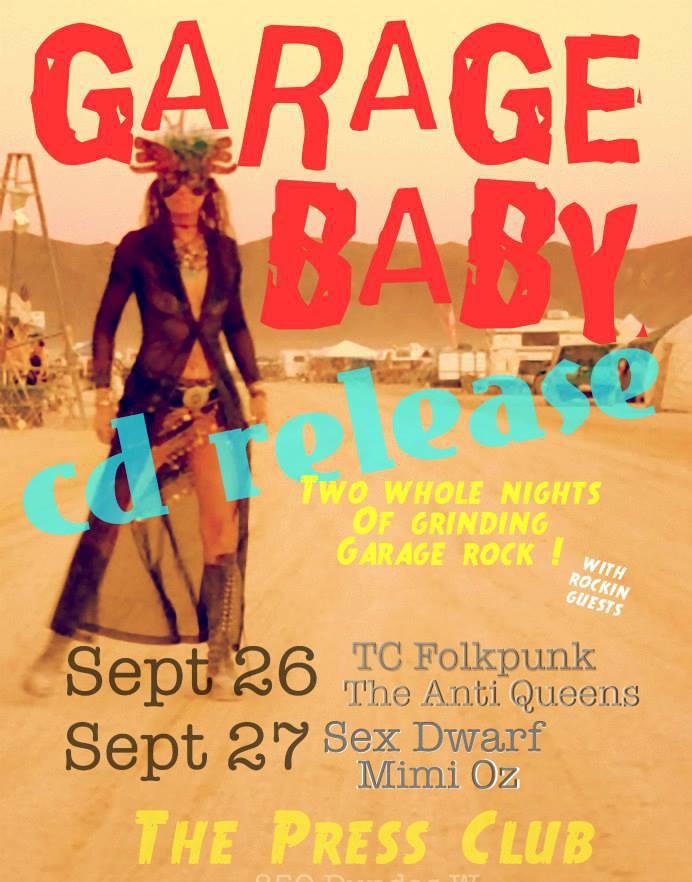 GARAGE
BABY
cd release
Two whole nights
Of grinding
Garage rock !
with
rockin
guests
Sept 26
TC Folkpunk
The Anti Queens
Sept 27
Sex Dwarf
Mimi Oz
The Press Club